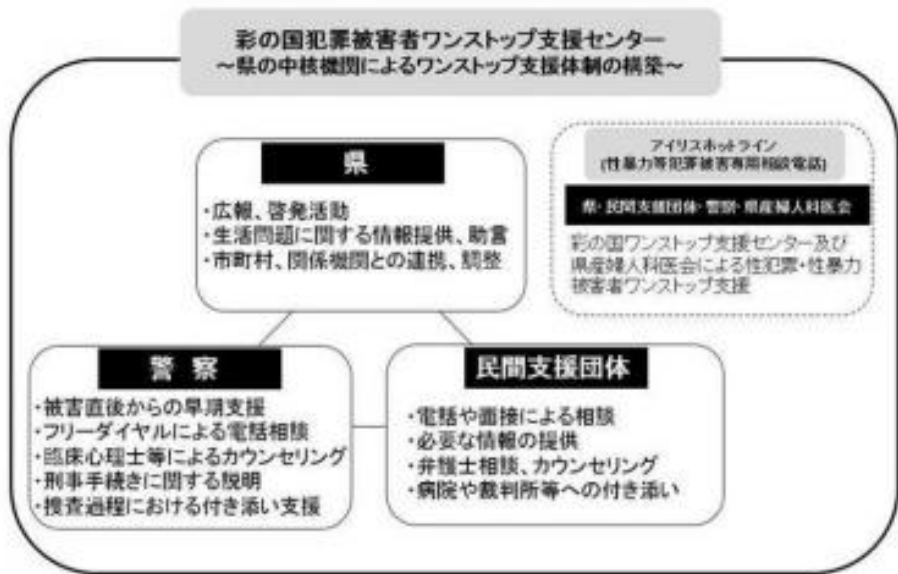 彩の国犯罪被害者ワンストップ支援センター
～県の中核機関によるワンストップ支援体制の構築～
県
・広報、啓発活動
・生活問題に関する情報提供、助言
・市町村、関係機関との連携、調整
アイリスホットライン
(性暴力等犯罪被害専用相談電話)
県・民間支援団体・警察・県産婦人科医会
彩の国ワンストップ支援センター及び
県産婦人科医会による性犯罪・性暴力
被害者ワンストップ支援
警 察
・被害直後からの早期支援
・フリーダイヤルによる電話相談
・臨床心理士等によるカウンセリング
・刑事手続きに関する説明
・捜査過程における付き添い支援
民間支援団体
・電話や面接による相談
・必要な情報の提供
・弁護士相談、カウンセリング
・病院や裁判所等への付き添い